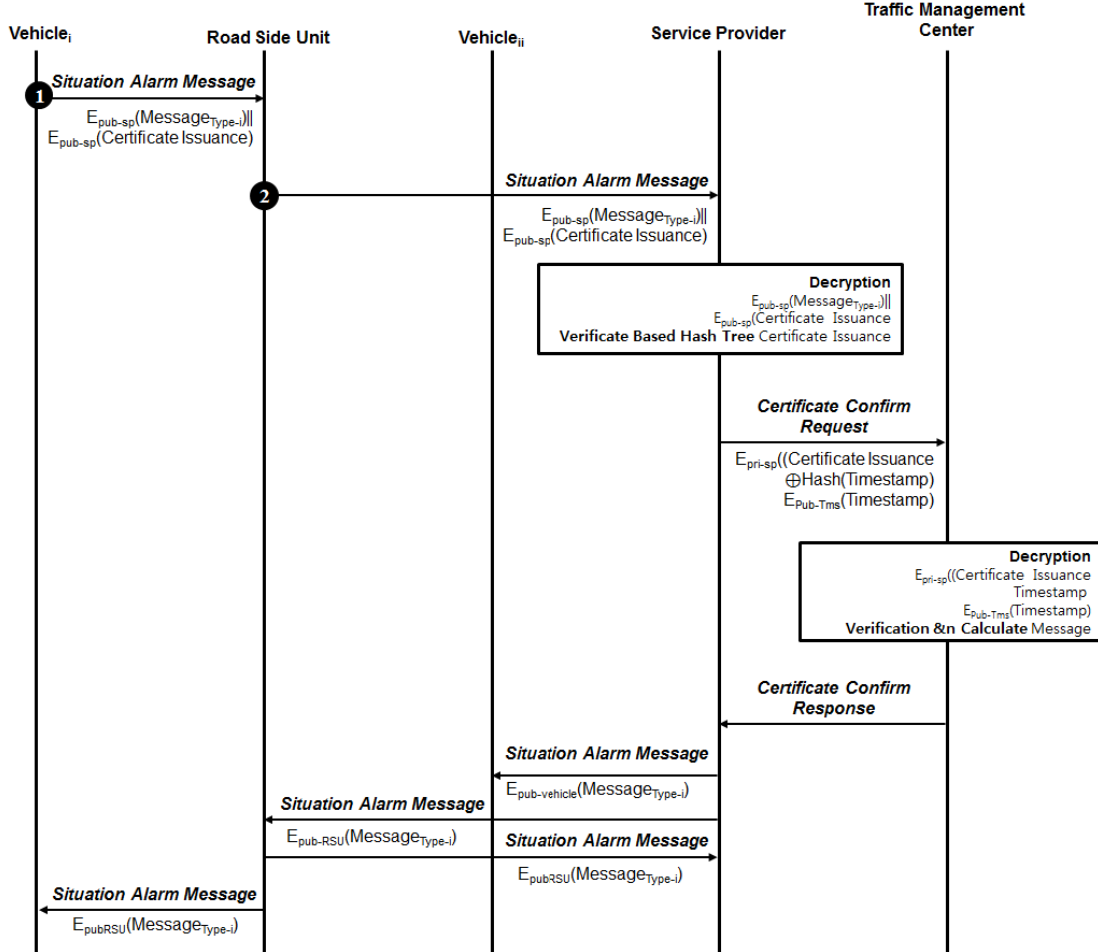 Traffic Management
Center
Vehicleᵢ
Road Side Unit
Vehicleᵢᵢ
Service Provider
Situation Alarm Message
1
E_pub-sp(Message_Type-i)||
E_pub-sp(Certificate Issuance)
Situation Alarm Message
2
E_pub-sp(Message_Type-i)||
E_pub-sp(Certificate Issuance)
Decryption
E_pub-sp(Message_Type-i)||
E_pub-sp(Certificate Issuance
Verificate Based Hash Tree Certificate Issuance
Certificate Confirm
Request
E_pri-sp((Certificate Issuance
⊕Hash(Timestamp)
E_Pub-Tms(Timestamp)
Decryption
E_pri-sp((Certificate Issuance
Timestamp
E_Pub-Tms(Timestamp)
Verification &n Calculate Message
Certificate Confirm
Response
Situation Alarm Message
E_pub-vehicle(Message_Type-i)
Situation Alarm Message
E_pub-RSU(Message_Type-i)
Situation Alarm Message
E_pubRSU(Message_Type-i)
Situation Alarm Message
E_pubRSU(Message_Type-i)